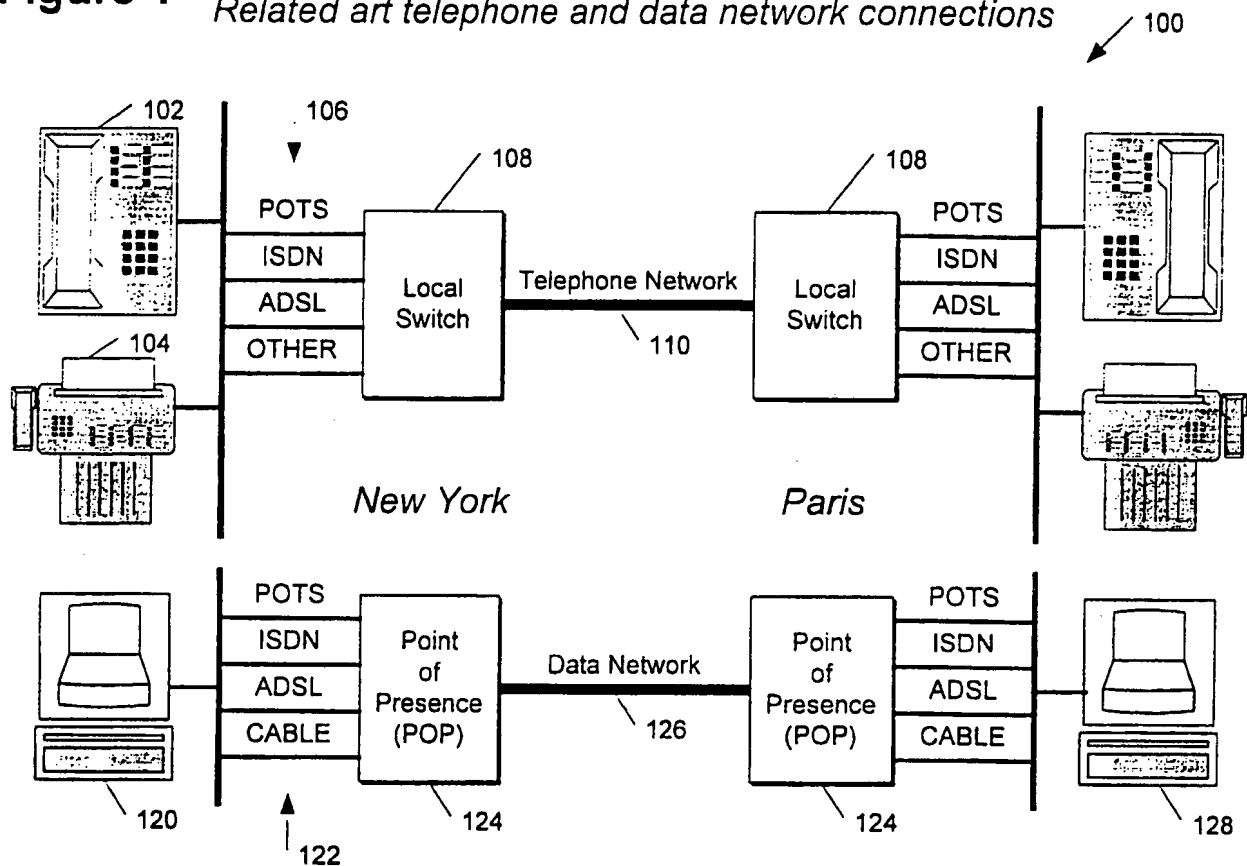 Related art telephone and data network connections
100
102
106
108
108
POTS
ISDN
ADSL
OTHER
Local
Switch
Telephone Network
110
Local
Switch
POTS
ISDN
ADSL
OTHER
104
New York
Paris
POTS
ISDN
ADSL
CABLE
Point
of
Presence
(POP)
Data Network
126
Point
of
Presence
(POP)
POTS
ISDN
ADSL
CABLE
120
122
124
124
128